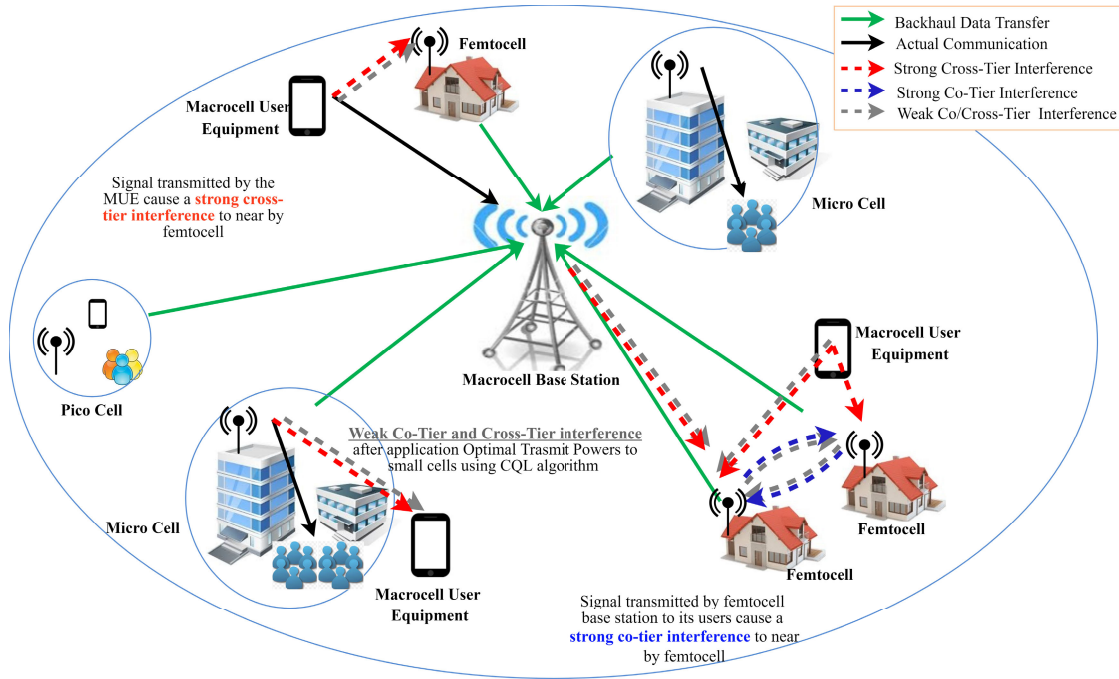 Backhaul Data Transfer
Actual Communication
Strong Cross-Tier Interference
Strong Co-Tier Interference
Weak Co/Cross-Tier Interference
Femtocell
Macrocell User
Equipment
Micro Cell
Signal transmitted by the
MUE cause a strong cross-
tier interference to near by
femtocell
Macrocell Base Station
Pico Cell
Macrocell User
Equipment
Weak Co-Tier and Cross-Tier interference
after application Optimal Trasmit Powers to
small cells using CQL algorithm
Micro Cell
Macrocell User
Equipment
Femtocell
Femtocell
Signal transmitted by femtocell
base station to its users cause a
strong co-tier interference to near
by femtocell